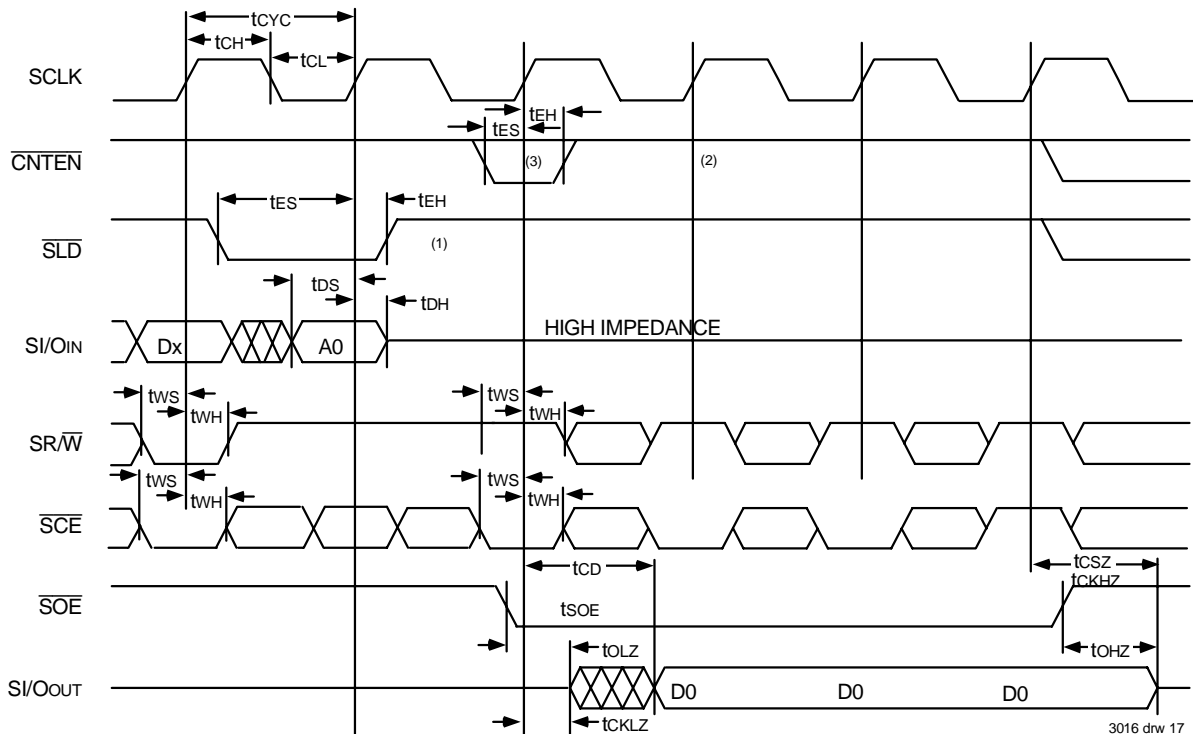 tCYC
tCH
tCL
SCLK
tEH
tES
CNTEN
(3)
(2)
tES
tEH
SLD
(1)
tDS
tDH
HIGH IMPEDANCE
SI/OIN
Dx
A0
tWS
tWH
tWS
tWH
SR/W
tWS
tWH
tWS
tWH
SCE
tCD
tCSZ
tCKHZ
SOE
tSOE
tOLZ
tOHZ
SI/OOUT
D0
D0
D0
tCKLZ
3016 drw 17